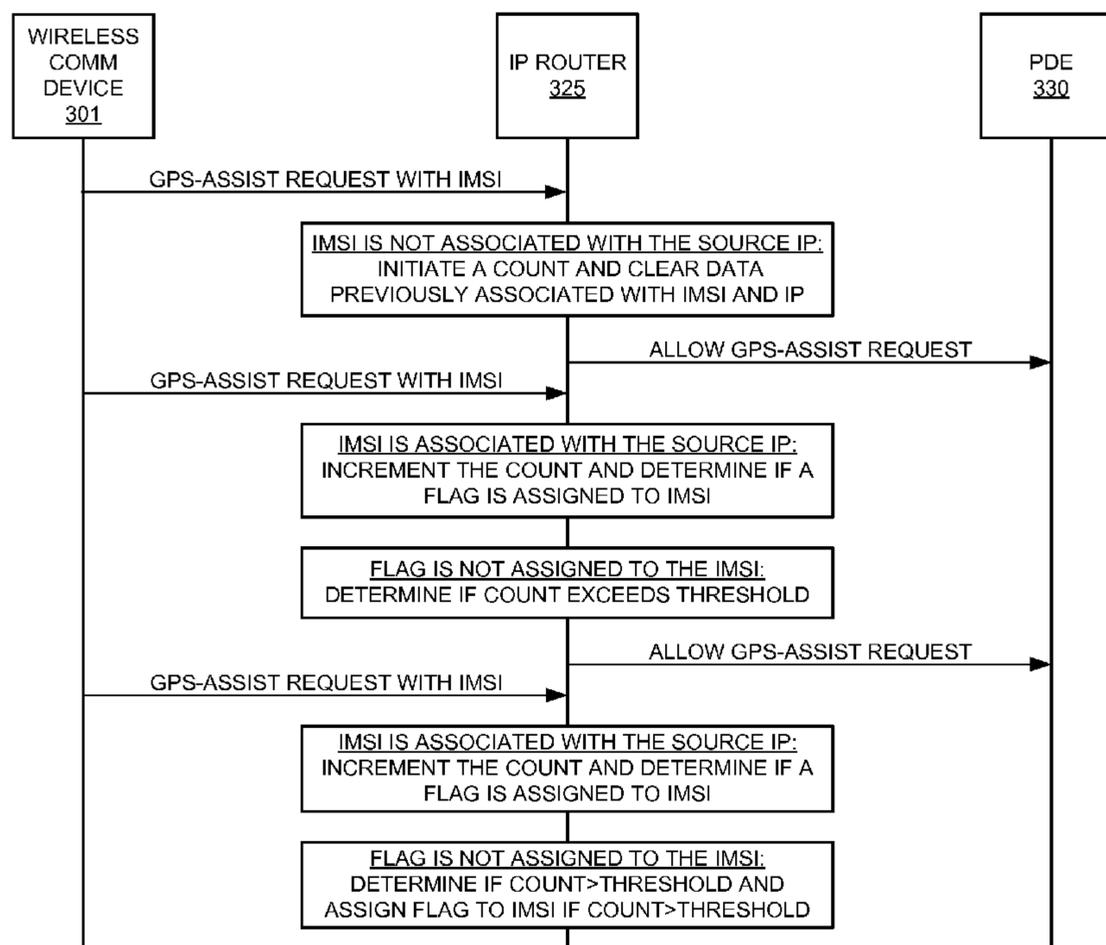 WIRELESS
COMM
DEVICE
301
IP ROUTER
325
PDE
330
GPS-ASSIST REQUEST WITH IMSI
IMSI IS NOT ASSOCIATED WITH THE SOURCE IP:
INITIATE A COUNT AND CLEAR DATA
PREVIOUSLY ASSOCIATED WITH IMSI AND IP
ALLOW GPS-ASSIST REQUEST
GPS-ASSIST REQUEST WITH IMSI
IMSI IS ASSOCIATED WITH THE SOURCE IP:
INCREMENT THE COUNT AND DETERMINE IF A
FLAG IS ASSIGNED TO IMSI
FLAG IS NOT ASSIGNED TO THE IMSI:
DETERMINE IF COUNT EXCEEDS THRESHOLD
ALLOW GPS-ASSIST REQUEST
GPS-ASSIST REQUEST WITH IMSI
IMSI IS ASSOCIATED WITH THE SOURCE IP:
INCREMENT THE COUNT AND DETERMINE IF A
FLAG IS ASSIGNED TO IMSI
FLAG IS NOT ASSIGNED TO THE IMSI:
DETERMINE IF COUNT>THRESHOLD AND
ASSIGN FLAG TO IMSI IF COUNT>THRESHOLD